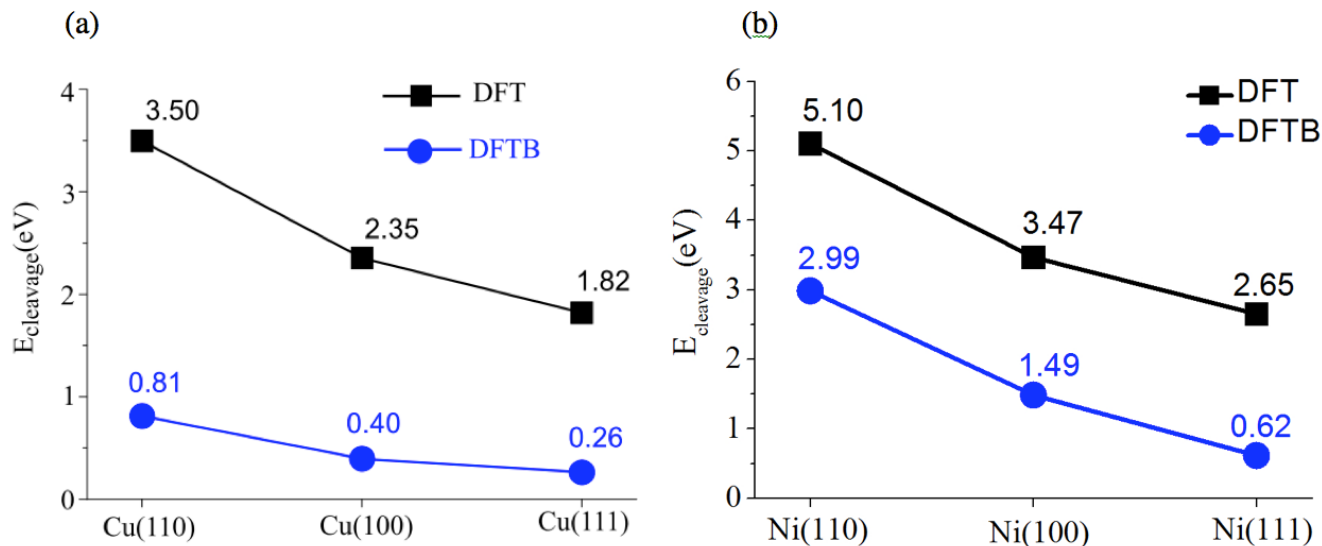 (a)
4
3
2
1
0
E_cleavage(eV)
DFT
DFTB
3.50
2.35
1.82
0.81
0.40
0.26
Cu(110)
Cu(100)
Cu(111)
(b)
6
5
4
3
2
1
0
E_cleavage(eV)
DFT
DFTB
5.10
3.47
2.65
2.99
1.49
0.62
Ni(110)
Ni(100)
Ni(111)